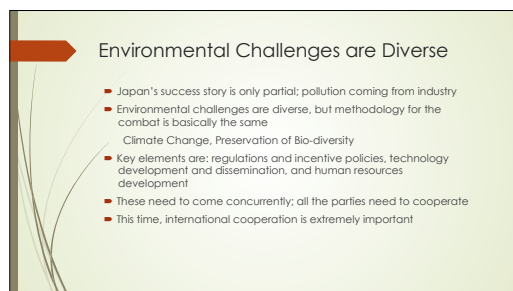 Environmental Challenges are Diverse
Japan's success story is only partial; pollution coming from industry
Environmental challenges are diverse, but methodology for the
combat is basically the same
Climate Change, Preservation of Bio-diversity
Key elements are: regulations and incentive policies, technology
development and dissemination, and human resources
development
These need to come concurrently; all the parties need to cooperate
This time, international cooperation is extremely important